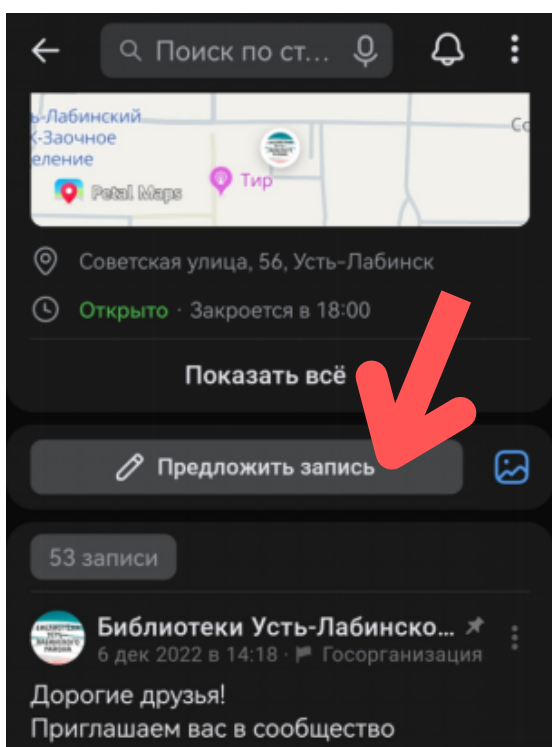 Поиск по ст...
ь-Лабинский
К-Заочное
еление
Со
Тир
Petal Maps
Советская улица, 56, Усть-Лабинск
Открыто · Закроется в 18:00
Показать всё
Предложить запись
53 записи
Библиотеки Усть-Лабинско...
6 дек 2022 в 14:18 · Госорганизация
Дорогие друзья!
Приглашаем вас в сообщество